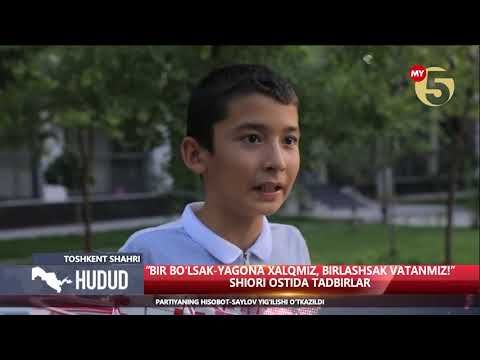 MY
5
TOSHKENT SHAHRI
HUDUD
"BIR BO'LSAK-YAGONA XALQMIZ, BIRLASHSAK VATANMIZ!"
SHIORI OSTIDA TADBIRLAR
PARTIYANING HISOBOT-SAYLOV YIG'ILISHI O'TKAZILDI